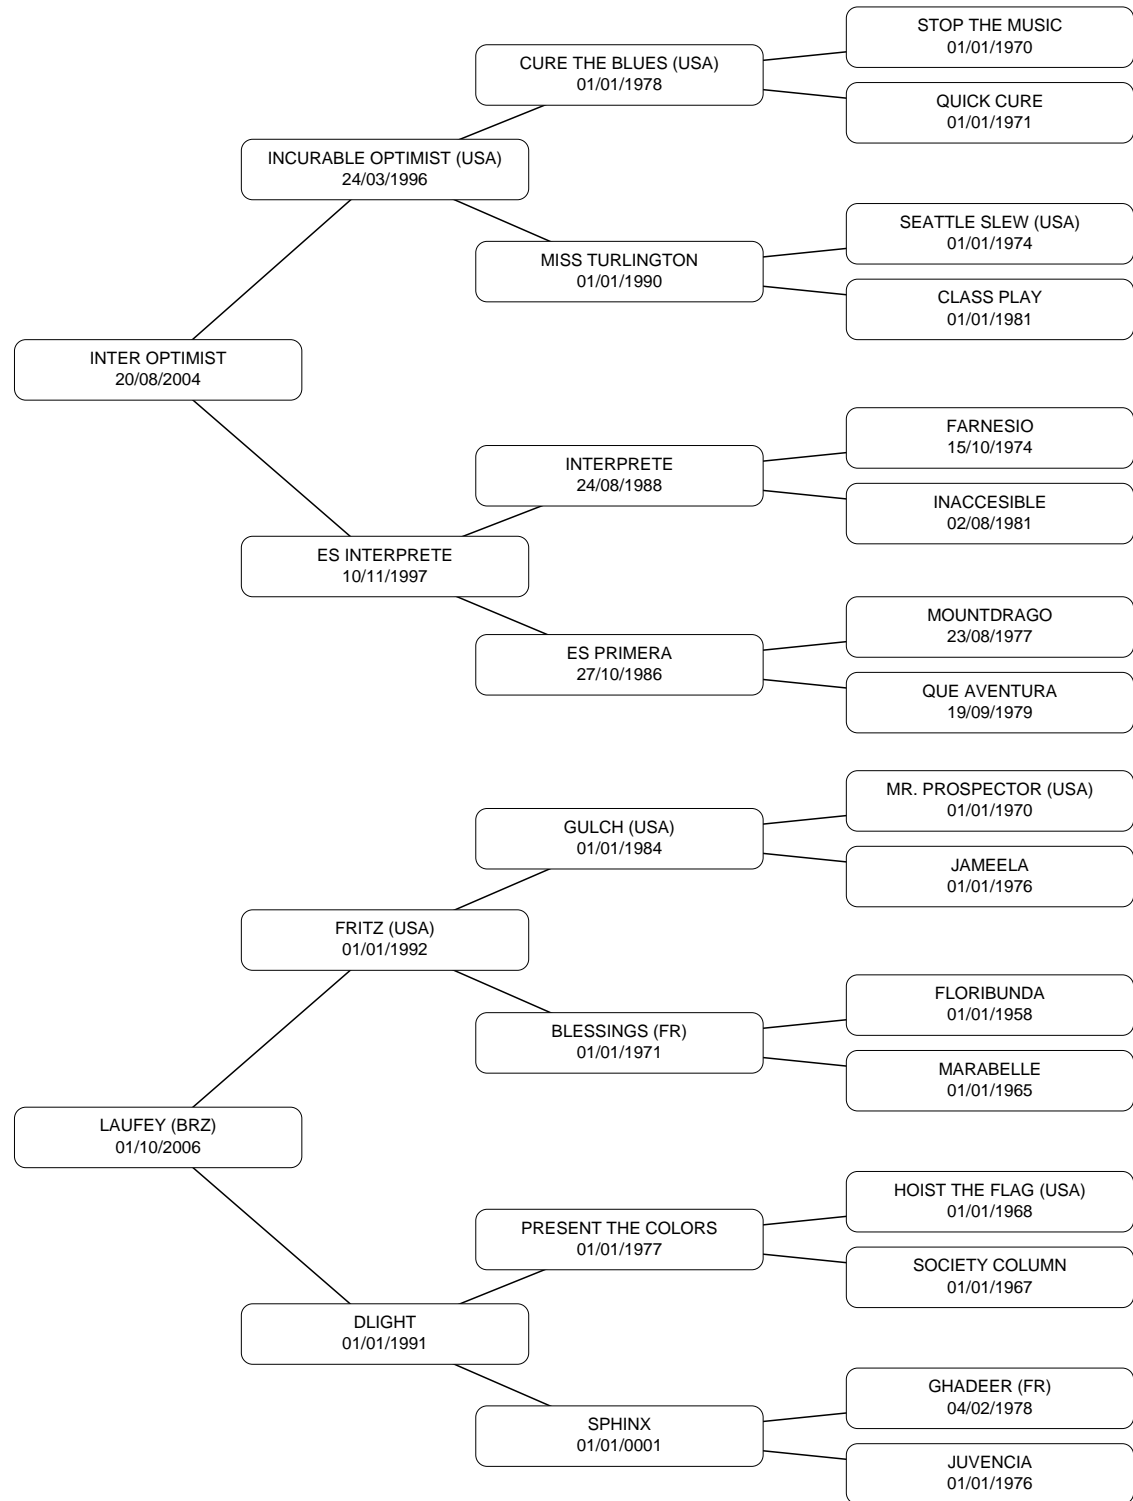 STOP THE MUSIC
01/01/1970
CURE THE BLUES (USA)
01/01/1978
QUICK CURE
01/01/1971
INCURABLE OPTIMIST (USA)
24/03/1996
SEATTLE SLEW (USA)
01/01/1974
MISS TURLINGTON
01/01/1990
CLASS PLAY
01/01/1981
INTER OPTIMIST
20/08/2004
FARNESIO
15/10/1974
INTERPRETE
24/08/1988
INACCESIBLE
02/08/1981
ES INTERPRETE
10/11/1997
MOUNTDRAGO
23/08/1977
ES PRIMERA
27/10/1986
QUE AVENTURA
19/09/1979
MR. PROSPECTOR (USA)
01/01/1970
GULCH (USA)
01/01/1984
JAMEELA
01/01/1976
FRITZ (USA)
01/01/1992
FLORIBUNDA
01/01/1958
BLESSINGS (FR)
01/01/1971
MARABELLE
01/01/1965
LAUFEY (BRZ)
01/10/2006
HOIST THE FLAG (USA)
01/01/1968
PRESENT THE COLORS
01/01/1977
SOCIETY COLUMN
01/01/1967
DLIGHT
01/01/1991
GHADEER (FR)
04/02/1978
SPHINX
01/01/0001
JUVENCIA
01/01/1976